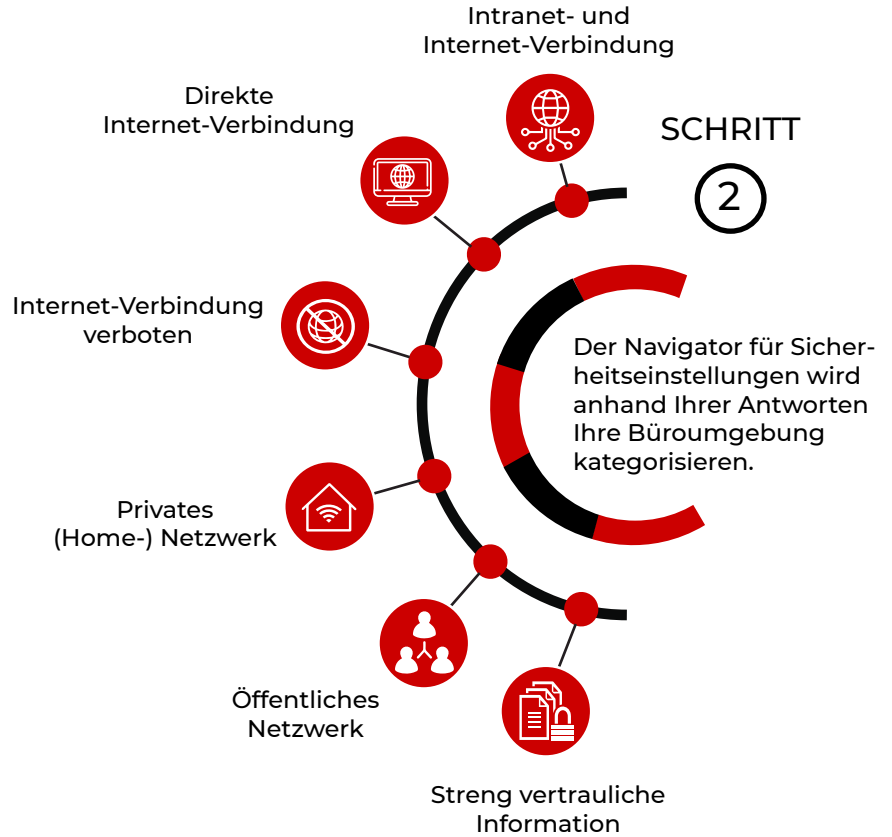 Intranet- und
Internet-Verbindung
Direkte
Internet-Verbindung
SCHRITT
2
Internet-Verbindung
verboten
Der Navigator für Sicher-
heitseinstellungen wird
anhand Ihrer Antworten
Ihre Büroumgebung
kategorisieren.
Privates
(Home-) Netzwerk
Öffentliches
Netzwerk
Streng vertrauliche
Information